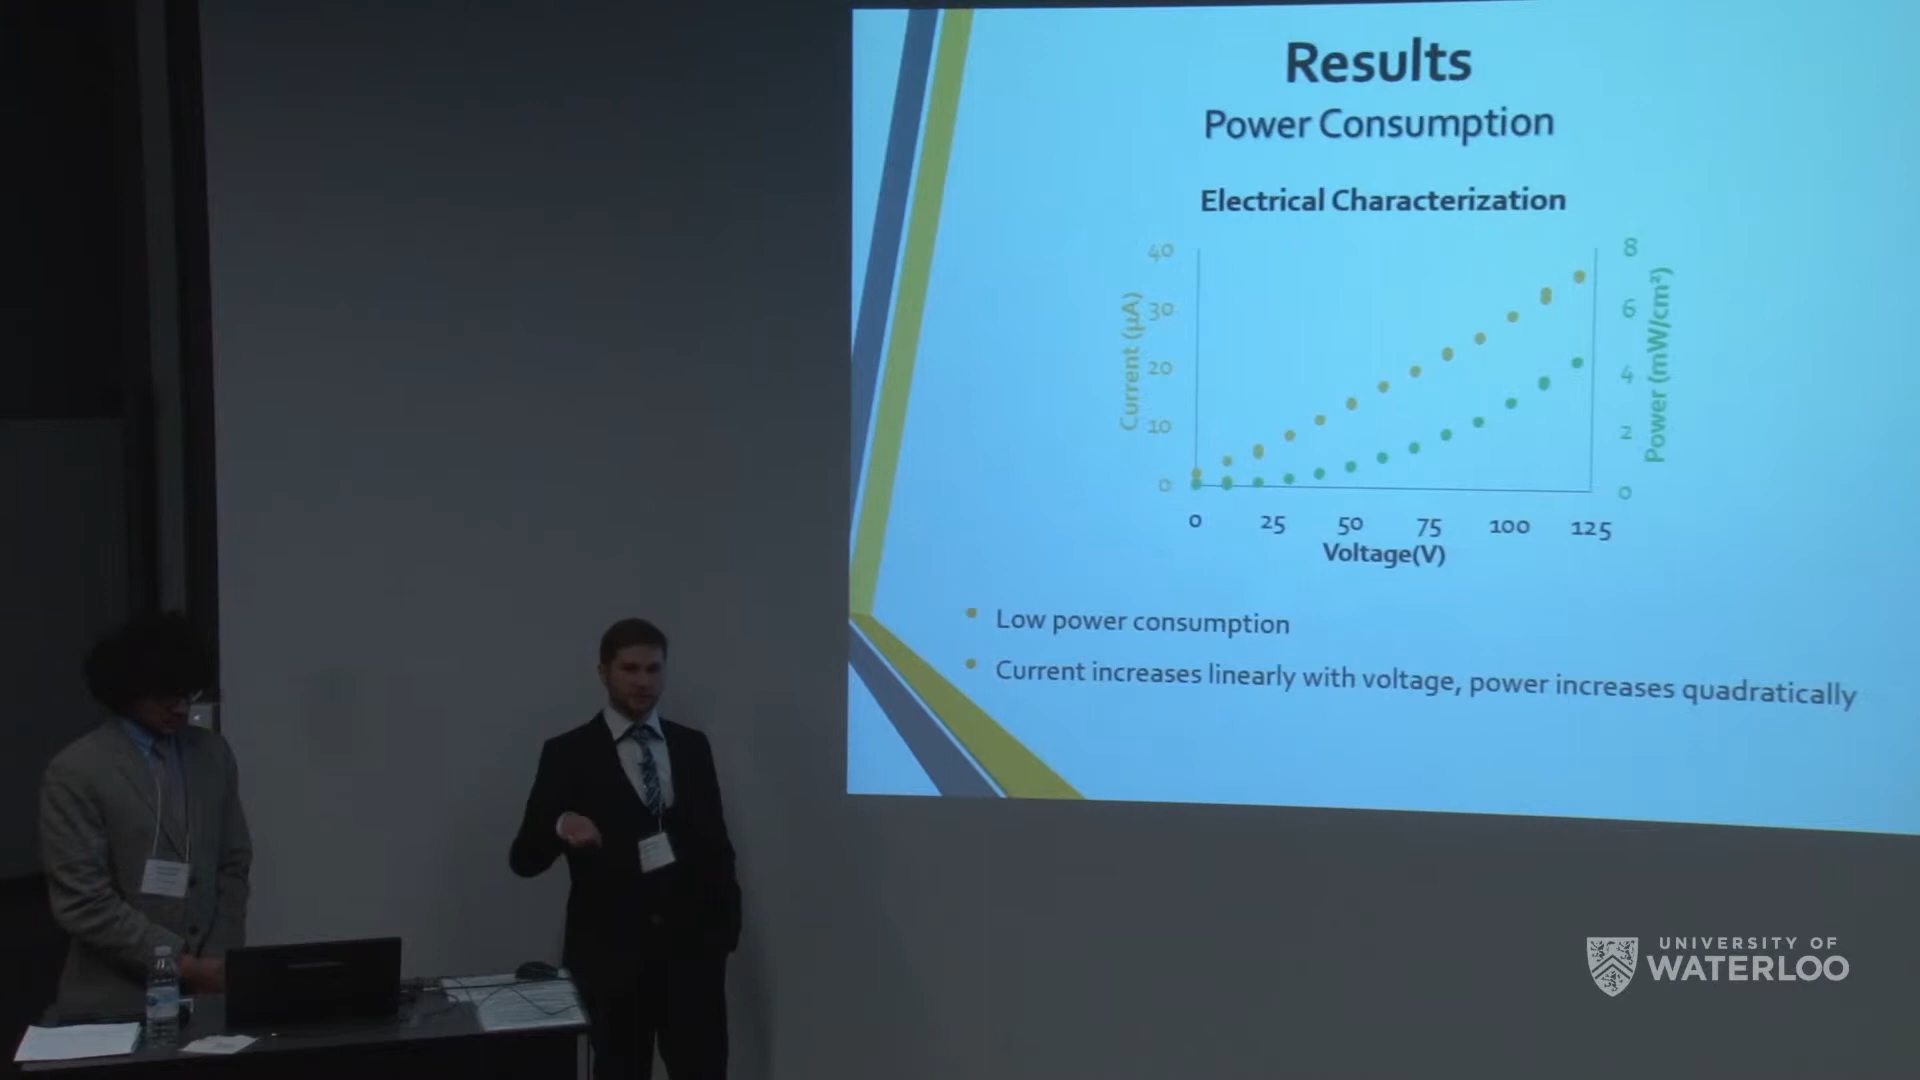 Results
Power Consumption
Electrical Characterization
40
30
20
10
0
Current (µA)
8
6
4
2
0
Power (mW/cm²)
0 25 50 75 100 125
Voltage(V)
• Low power consumption
• Current increases linearly with voltage, power increases quadratically
UNIVERSITY OF
WATERLOO